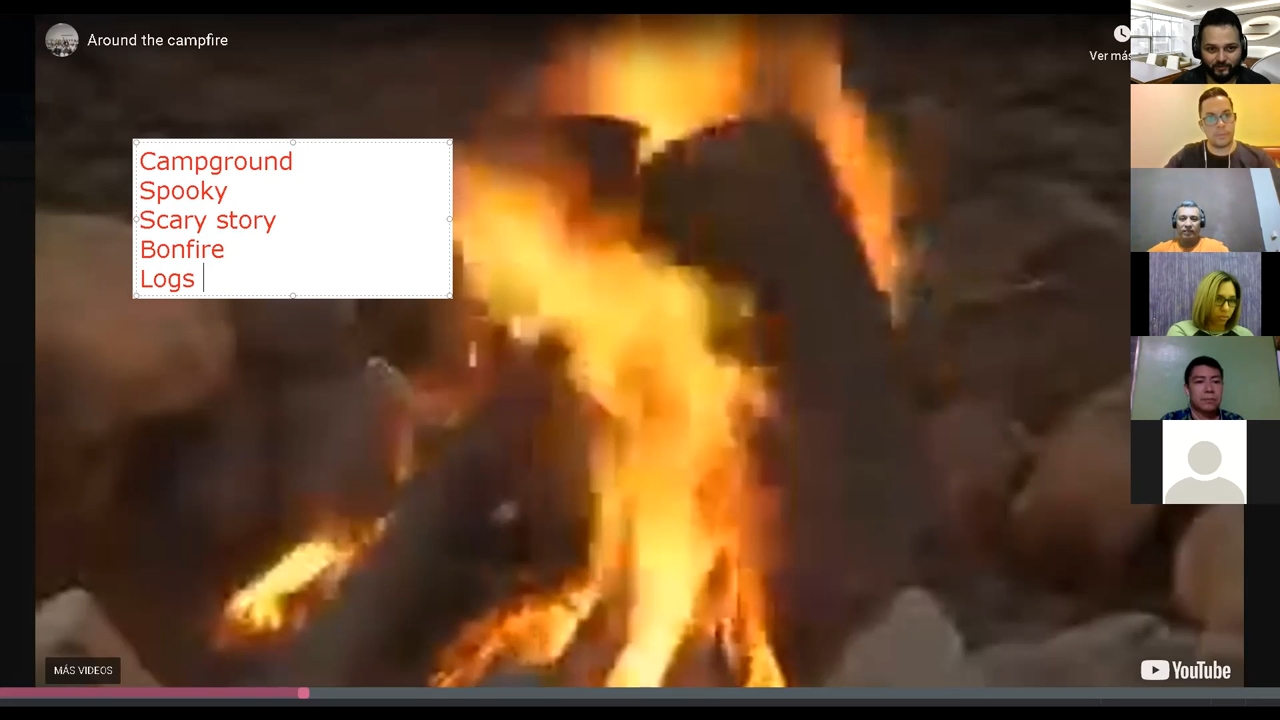 Around the campfire
Ver más
Campground
Spooky
Scary story
Bonfire
Logs
MÁS VIDEOS
YouTube